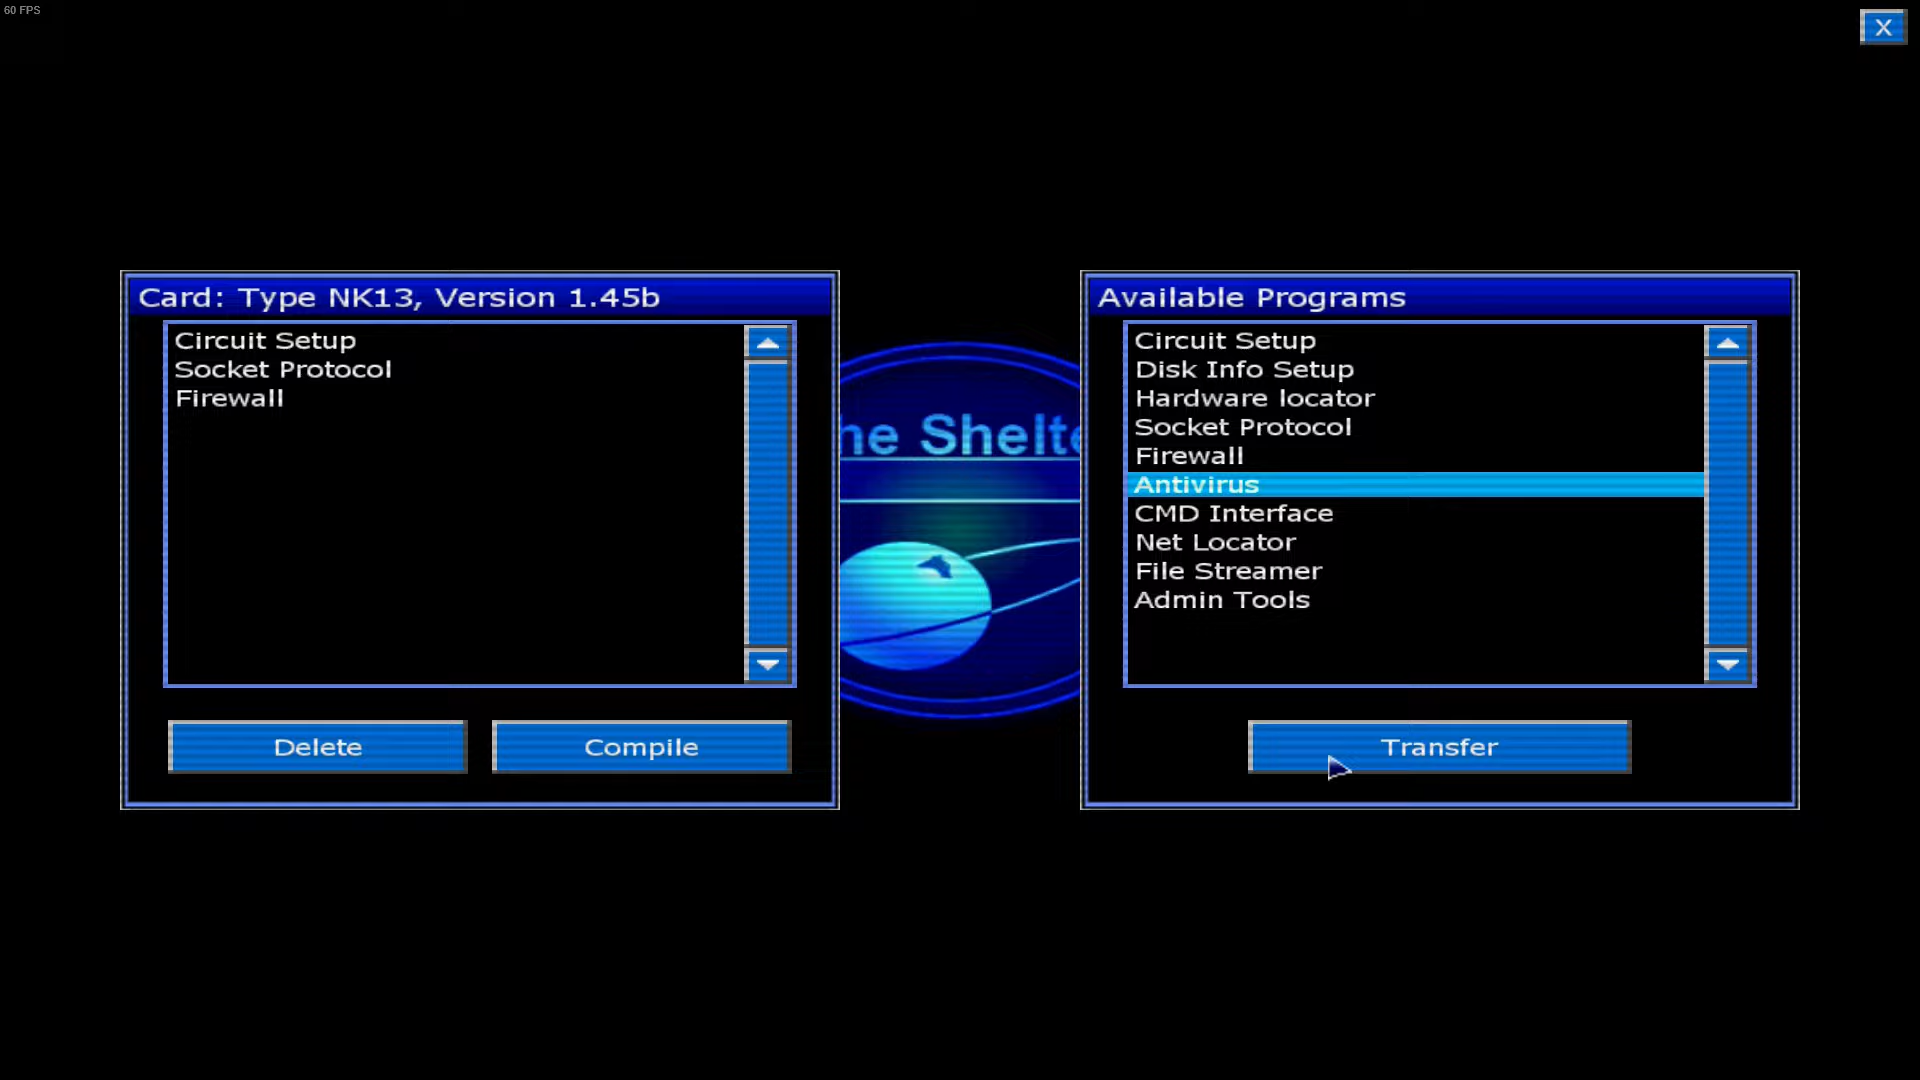 60 FPS
X
Card: Type NK13, Version 1.45b
Circuit Setup
Socket Protocol
Firewall
Delete
Compile
he Shelt
Available Programs
Circuit Setup
Disk Info Setup
Hardware locator
Socket Protocol
Firewall
Antivirus
CMD Interface
Net Locator
File Streamer
Admin Tools
Transfer